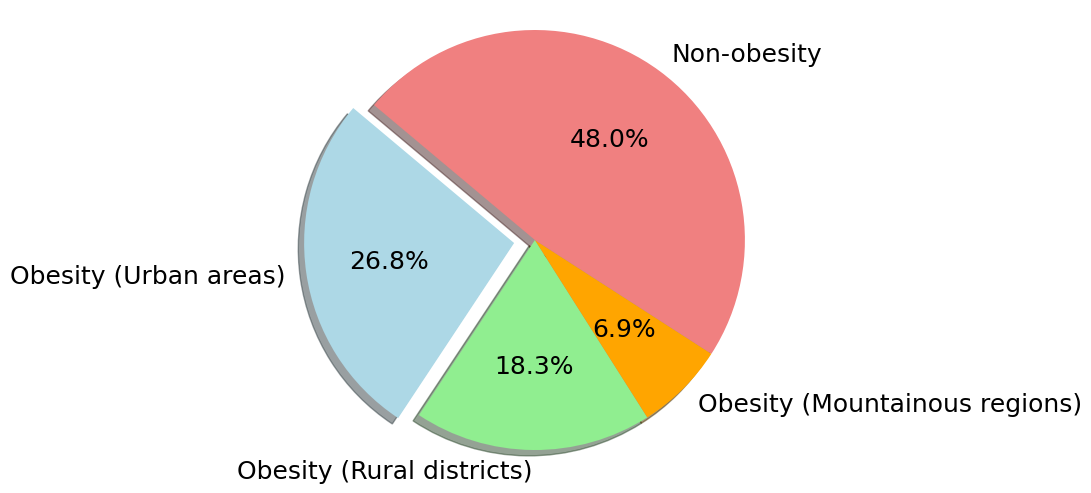 Non-obesity
48.0%
26.8%
Obesity (Urban areas)
6.9%
18.3%
Obesity (Mountainous regions)
Obesity (Rural districts)